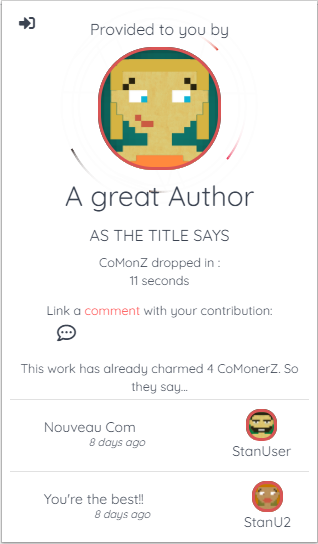 Provided to you by
A great Author
AS THE TITLE SAYS
CoMonZ dropped in :
11 seconds
Link a comment with your contribution:
This work has already charmed 4 CoMonerZ. So
they say...
Nouveau Com
8 days ago
StanUser
You're the best!!
8 days ago
StanU2